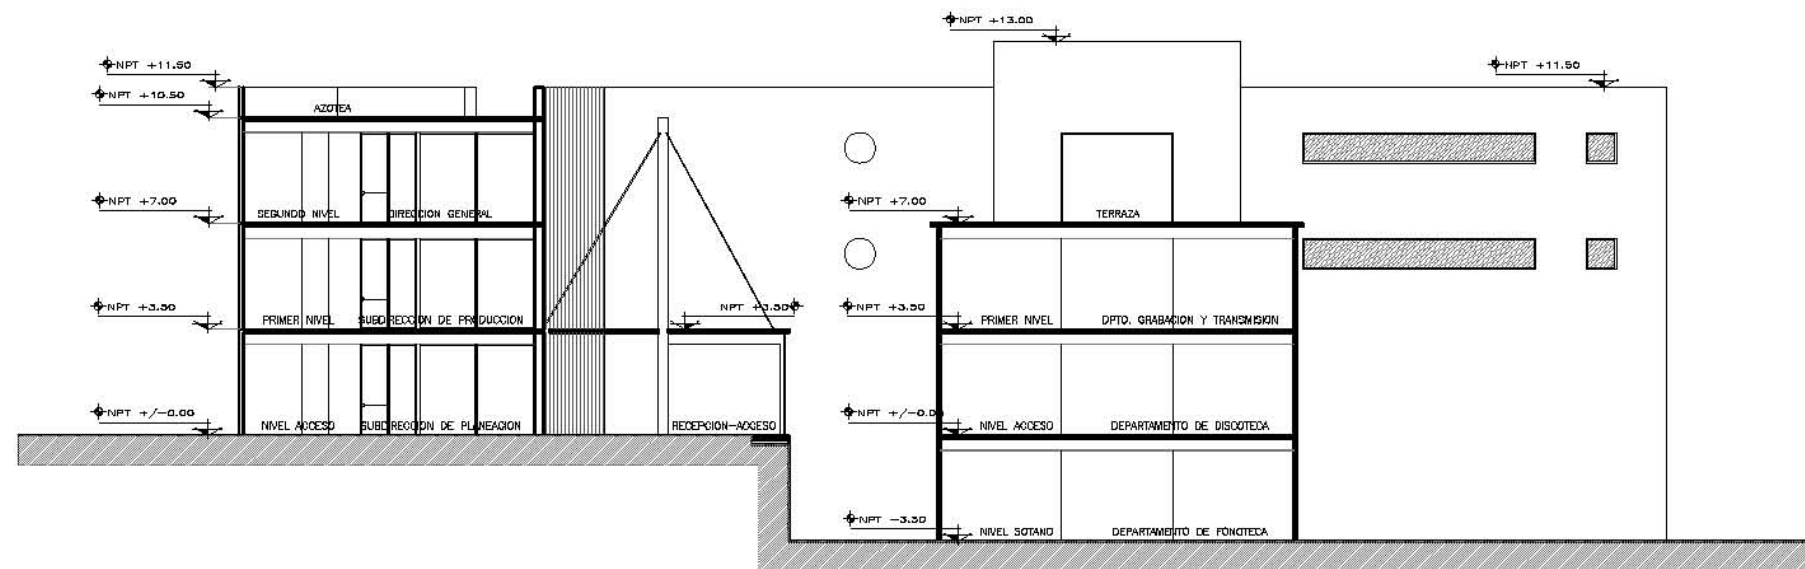 NPT +13.00
NPT +11.50
NPT +11.50
NPT +10.50
AZOTEA
NPT +7.00
SEGUNDO NIVEL
DIRECCION GENERAL
NPT +7.00
TERRAZA
NPT +3.50
PRIMER NIVEL
SUBDIRECCION DE PRODUCCION
NPT +3.50
NPT +3.50
PRIMER NIVEL
DPTO. GRABACION Y TRANSMISION
NPT +/-0.00
NIVEL ACCESO
SUBDIRECCION DE PLANEACION
RECEPCION-ACCESO
NPT +/-0.00
NIVEL ACCESO
DEPARTAMENTO DE DISCOTECA
NPT -3.50
NIVEL SOTANO
DEPARTAMENTO DE FONOTECA